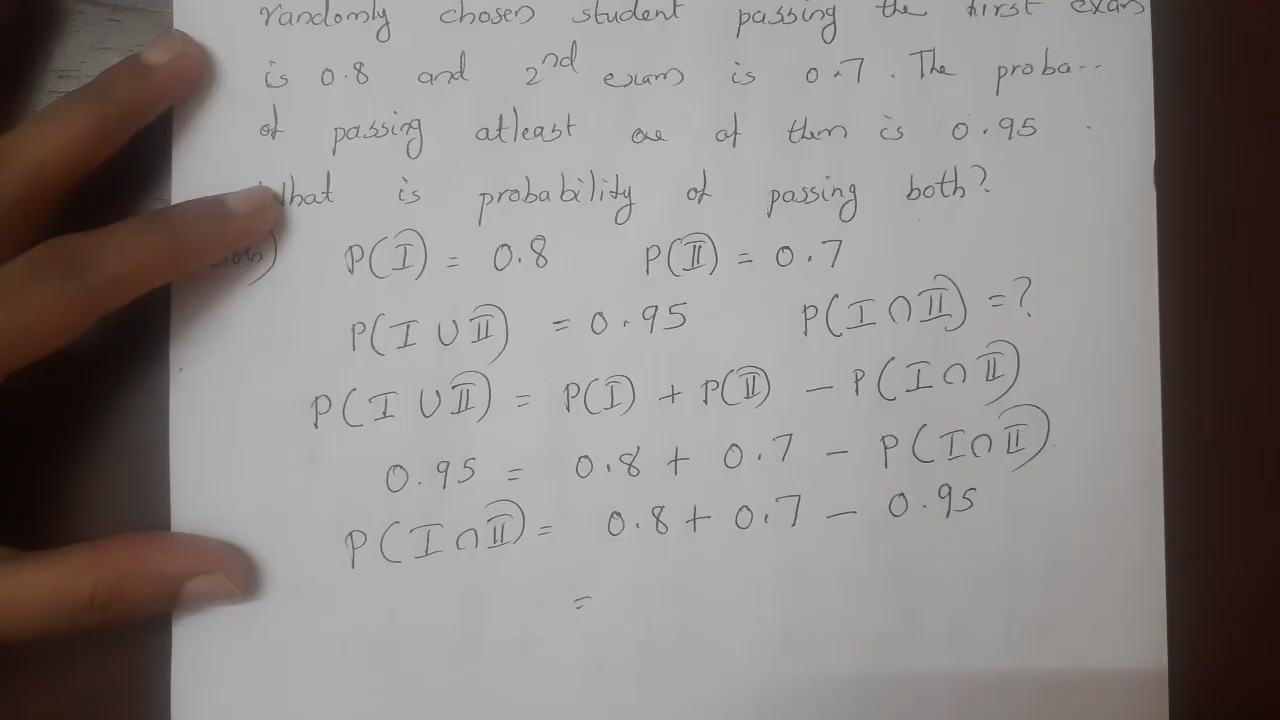 randomly chosen student passing the first exam
is 0.8 and 2nd exam is 0.7. The proba--
of passing atleast one of them is 0.95.
What is probability of passing both?
P(I) = 0.8 P(II) = 0.7
P(I ∪ II) = 0.95 P(I ∩ II) = ?
P(I ∪ II) = P(I) + P(II) - P(I ∩ II)
0.95 = 0.8 + 0.7 - P(I ∩ II)
P(I ∩ II) = 0.8 + 0.7 - 0.95
=